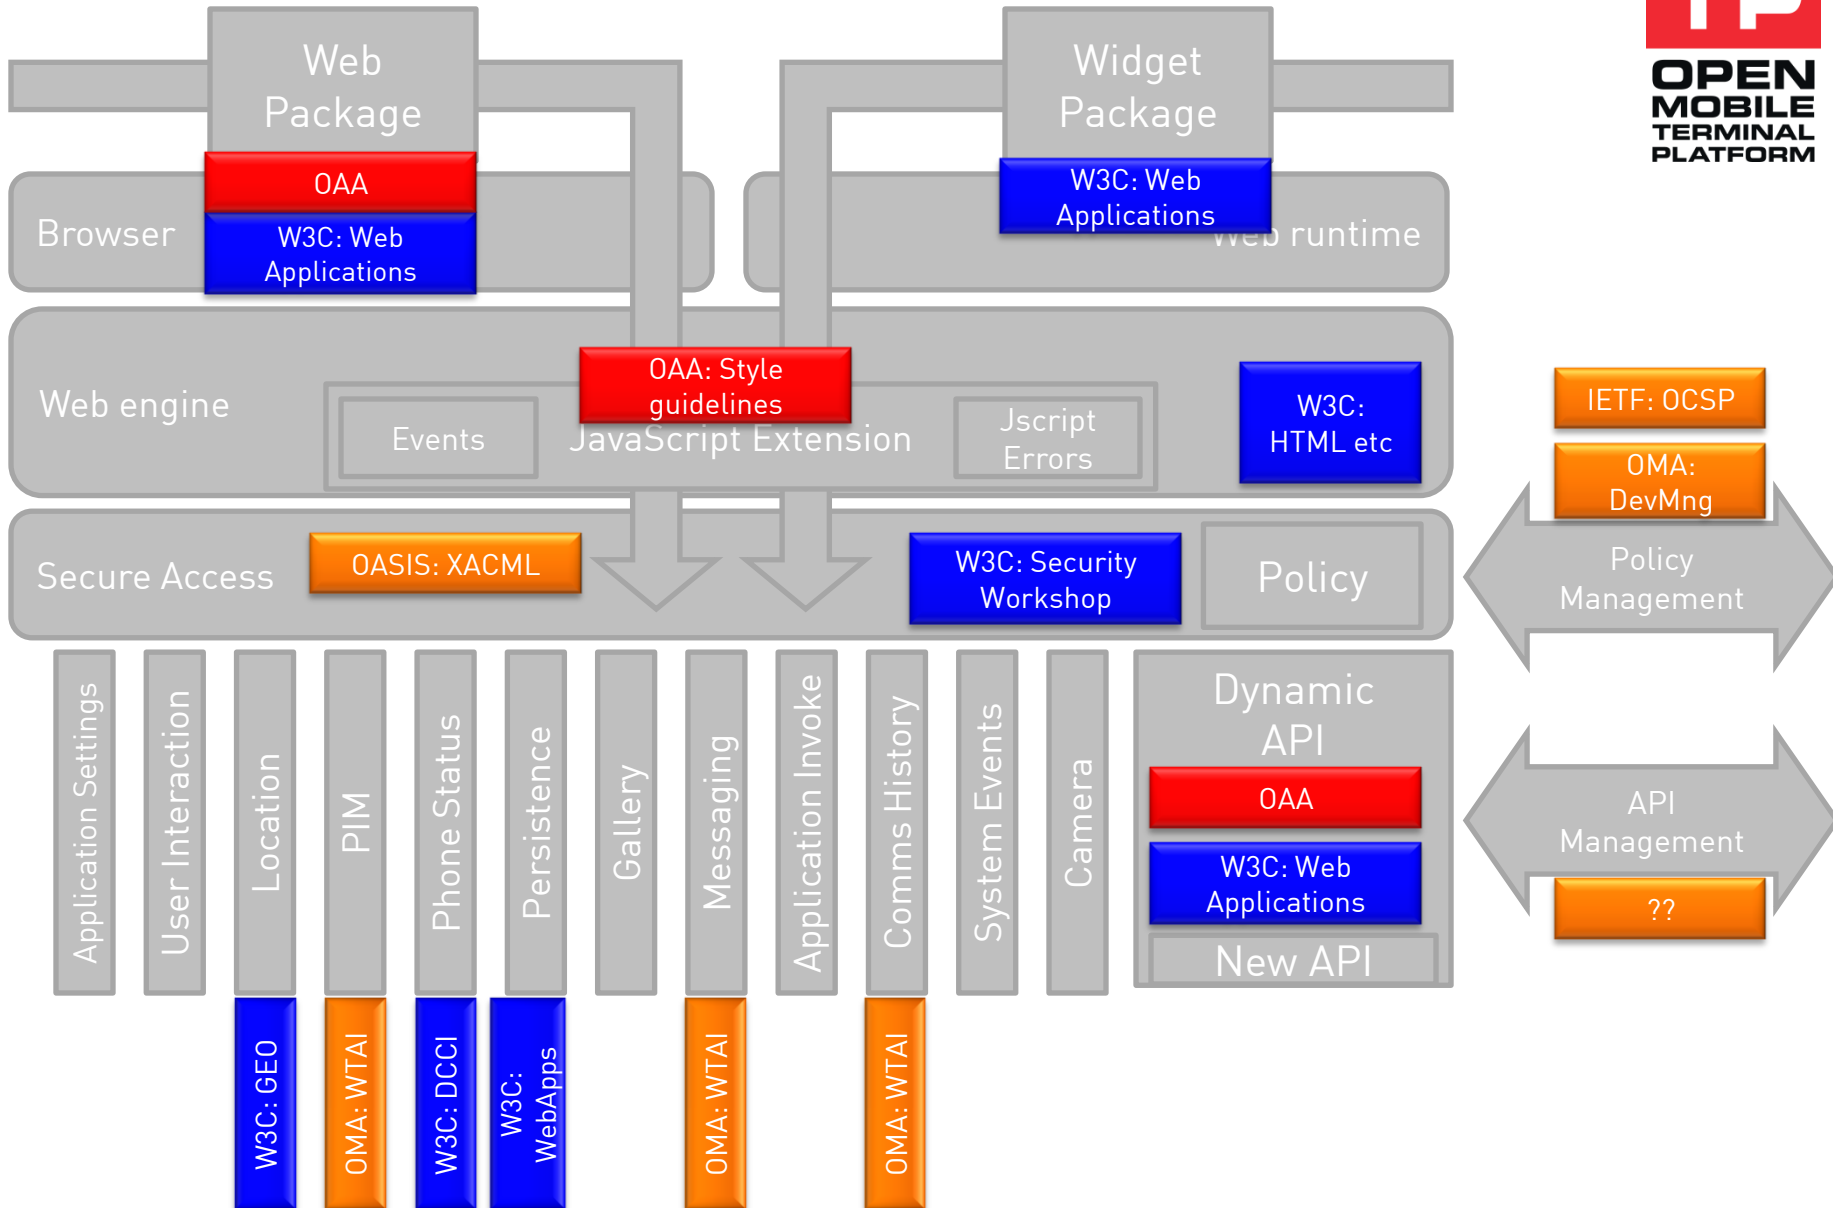 Web
Package
Widget
Package
OPEN
MOBILE
TERMINAL
PLATFORM
OAA
W3C: Web
Applications
Browser
W3C: Web
Applications
Web runtime
OAA: Style
guidelines
Web engine
Events
JavaScript Extension
Jscript
Errors
W3C:
HTML etc
IETF: OCSP
OMA:
DevMng
Secure Access
OASIS: XACML
W3C: Security
Workshop
Policy
Policy
Management
Application Settings
User Interaction
Location
PIM
Phone Status
Persistence
Gallery
Messaging
Application Invoke
Comms History
System Events
Camera
Dynamic
API
OAA
W3C: Web
Applications
New API
API
Management
??
W3C: GEO
OMA: WTAI
W3C: DCCI
W3C:
WebApps
OMA: WTAI
OMA: WTAI